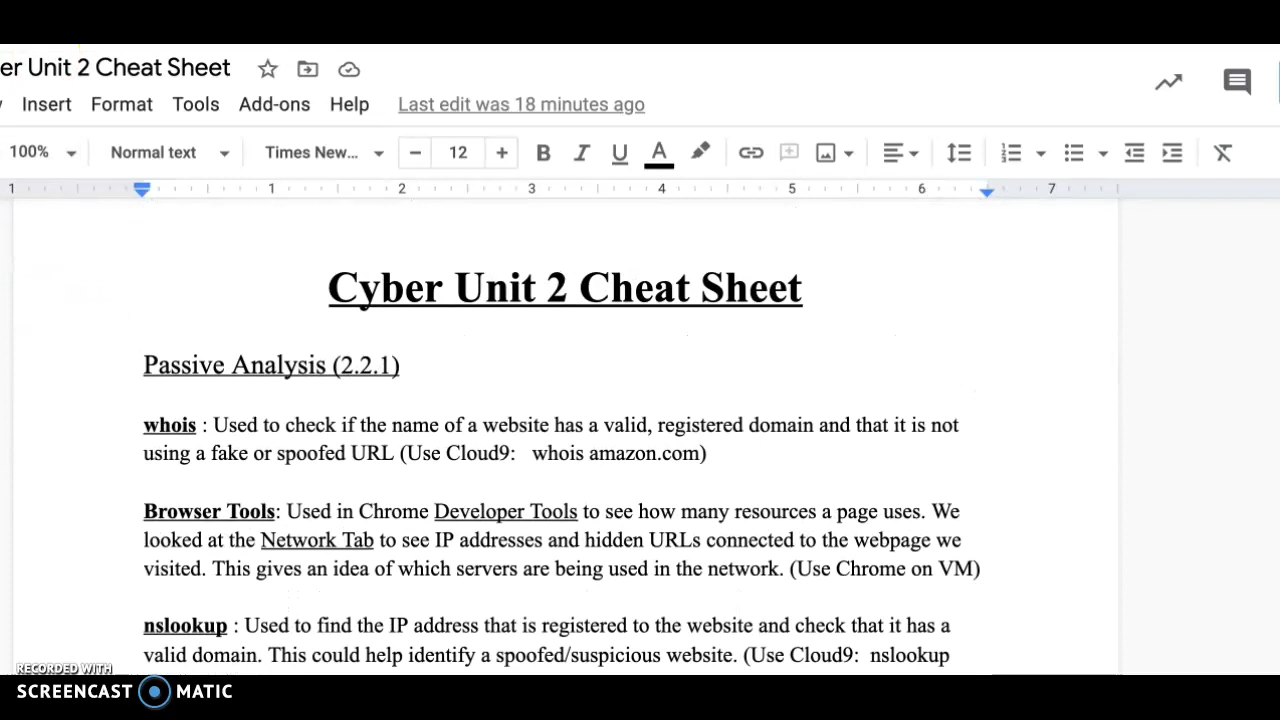 er Unit 2 Cheat Sheet
Insert Format Tools Add-ons Help Last edit was 18 minutes ago
100% Normal text Times New... 12 B I U A
1 1 2 3 4 5 6 7
Cyber Unit 2 Cheat Sheet
Passive Analysis (2.2.1)
whois : Used to check if the name of a website has a valid, registered domain and that it is not
using a fake or spoofed URL (Use Cloud9: whois amazon.com)
Browser Tools: Used in Chrome Developer Tools to see how many resources a page uses. We
looked at the Network Tab to see IP addresses and hidden URLs connected to the webpage we
visited. This gives an idea of which servers are being used in the network. (Use Chrome on VM)
nslookup : Used to find the IP address that is registered to the website and check that it has a
valid domain. This could help identify a spoofed/suspicious website. (Use Cloud9: nslookup
RECORDED WITH
SCREENCAST MATIC